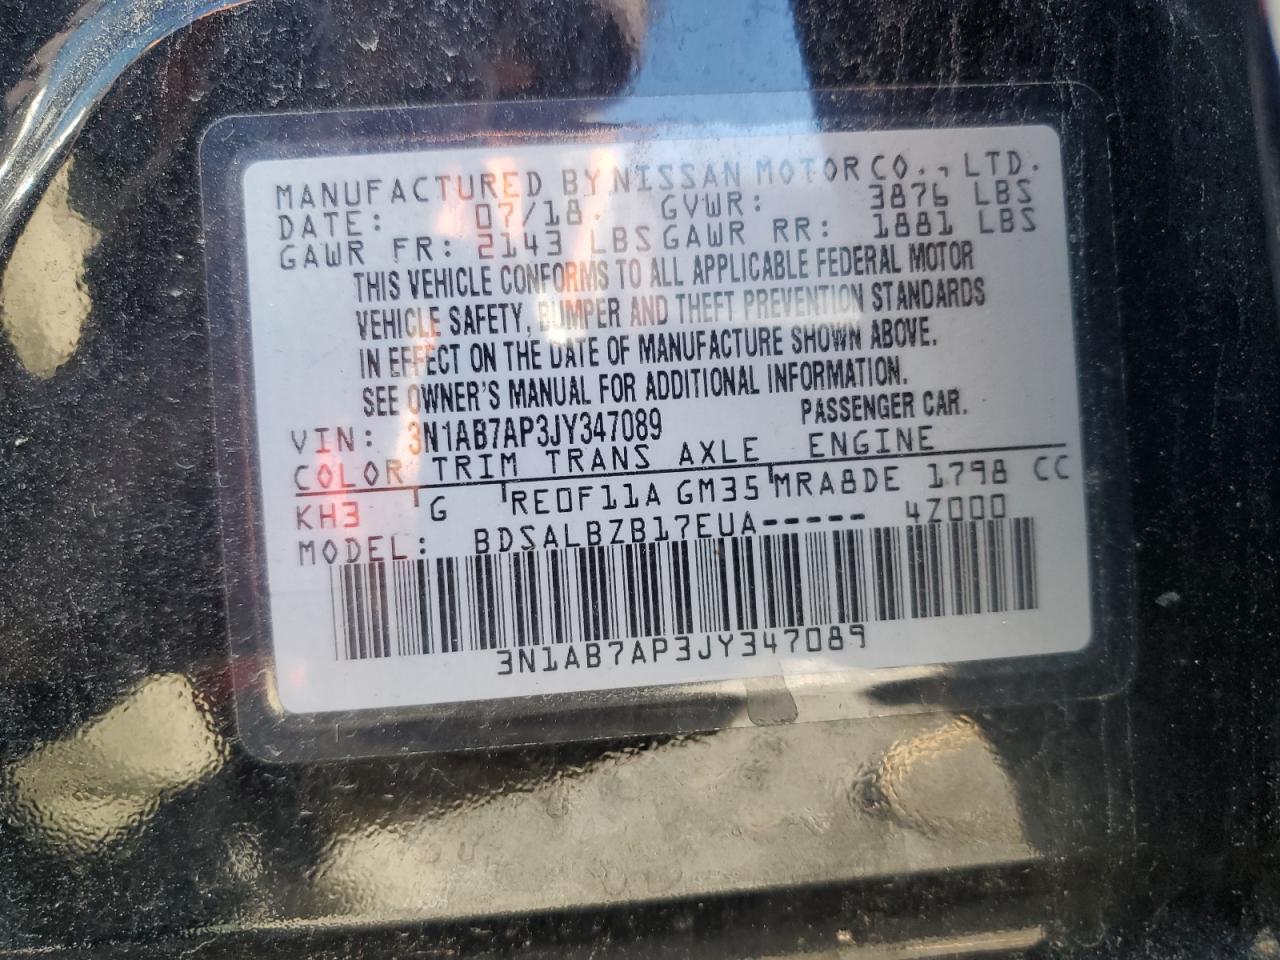 MANUFACTURED BY NISSAN MOTOR CO., LTD.
DATE: 07/18 GVWR: 3876 LBS
GAWR FR: 2143 LBS GAWR RR: 1881 LBS
THIS VEHICLE CONFORMS TO ALL APPLICABLE FEDERAL MOTOR
VEHICLE SAFETY, BUMPER AND THEFT PREVENTION STANDARDS
IN EFFECT ON THE DATE OF MANUFACTURE SHOWN ABOVE.
SEE OWNER'S MANUAL FOR ADDITIONAL INFORMATION.
VIN: 3N1AB7AP3JY347089 PASSENGER CAR.
COLOR TRIM TRANS AXLE ENGINE
KH3 G RE0F11A GM35 MRA8DE 1798 CC
MODEL: BDSALBZB17EUA----- 4Z000
3N1AB7AP3JY347089